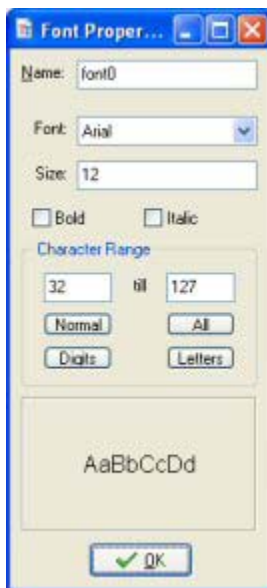 Font Proper...
Name: font0
Font: Arial
Size: 12
Bold Italic
Character Range
32 till 127
Normal All
Digits Letters
AaBbCcDd
OK